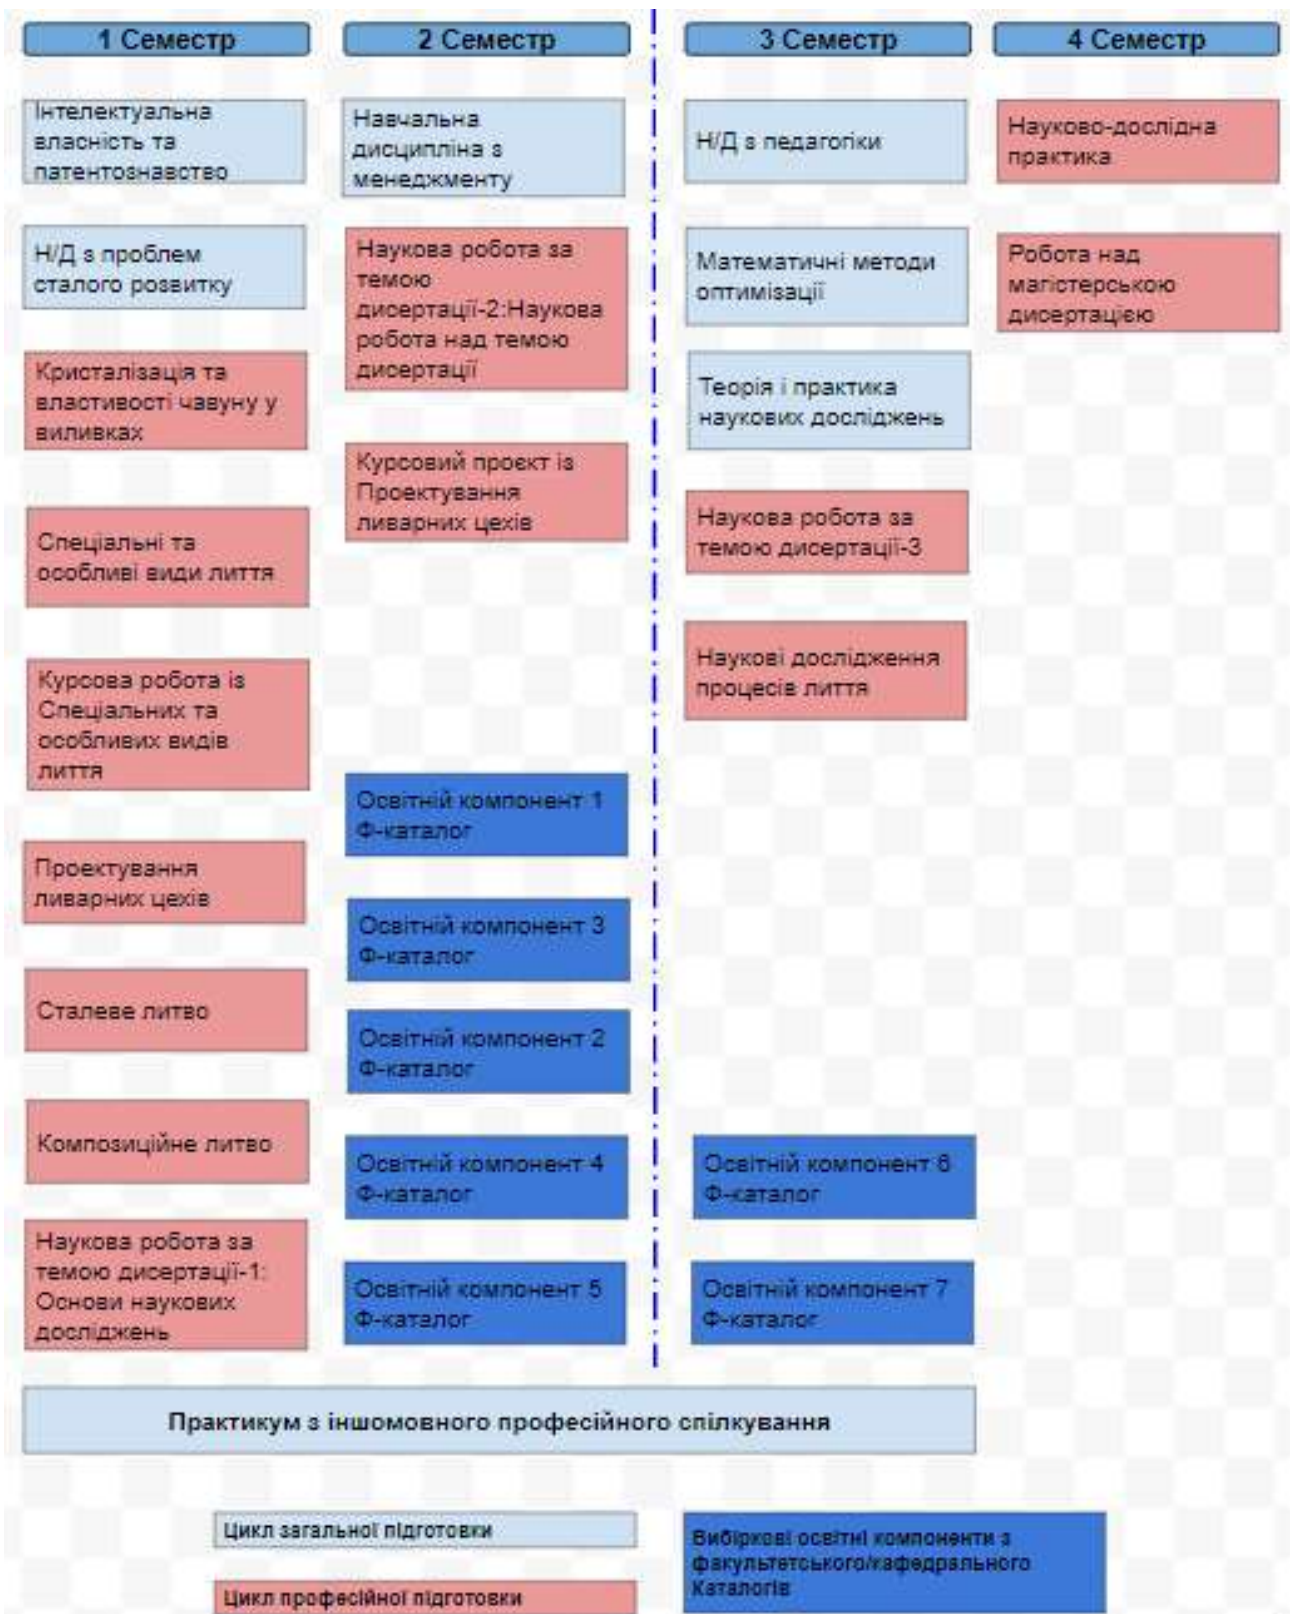 1 Семестр
2 Семестр
3 Семестр
4 Семестр
Інтелектуальна
власність та
патентознавство
Н/Д з проблем
сталого розвитку
Кристалізація та
властивості чавуну у
виливках
Спеціальні та
особливі види лиття
Курсова робота із
Спеціальних та
особливих видів
лиття
Проектування
ливарних цехів
Сталеве литво
Композиційне литво
Наукова робота за
темою дисертації-1:
Основи наукових
досліджень
Навчальна
дисципліна з
менеджменту
Наукова робота за
темою
дисертації-2:Наукова
робота над темою
дисертації
Курсовий проєкт із
Проектування
ливарних цехів
Освітній компонент 1
Ф-каталог
Освітній компонент 3
Ф-каталог
Освітній компонент 2
Ф-каталог
Освітній компонент 4
Ф-каталог
Освітній компонент 5
Ф-каталог
Н/Д з педагогіки
Математичні методи
оптимізації
Теорія і практика
наукових досліджень
Наукова робота за
темою дисертації-3
Наукові дослідження
процесів лиття
Освітній компонент 6
Ф-каталог
Освітній компонент 7
Ф-каталог
Науково-дослідна
практика
Робота над
магістерською
дисертацією
Практикум з іншомовного професійного спілкування
Цикл загальної підготовки
Цикл професійної підготовки
Вибіркові освітні компоненти з
факультетського/кафедрального
Каталогів